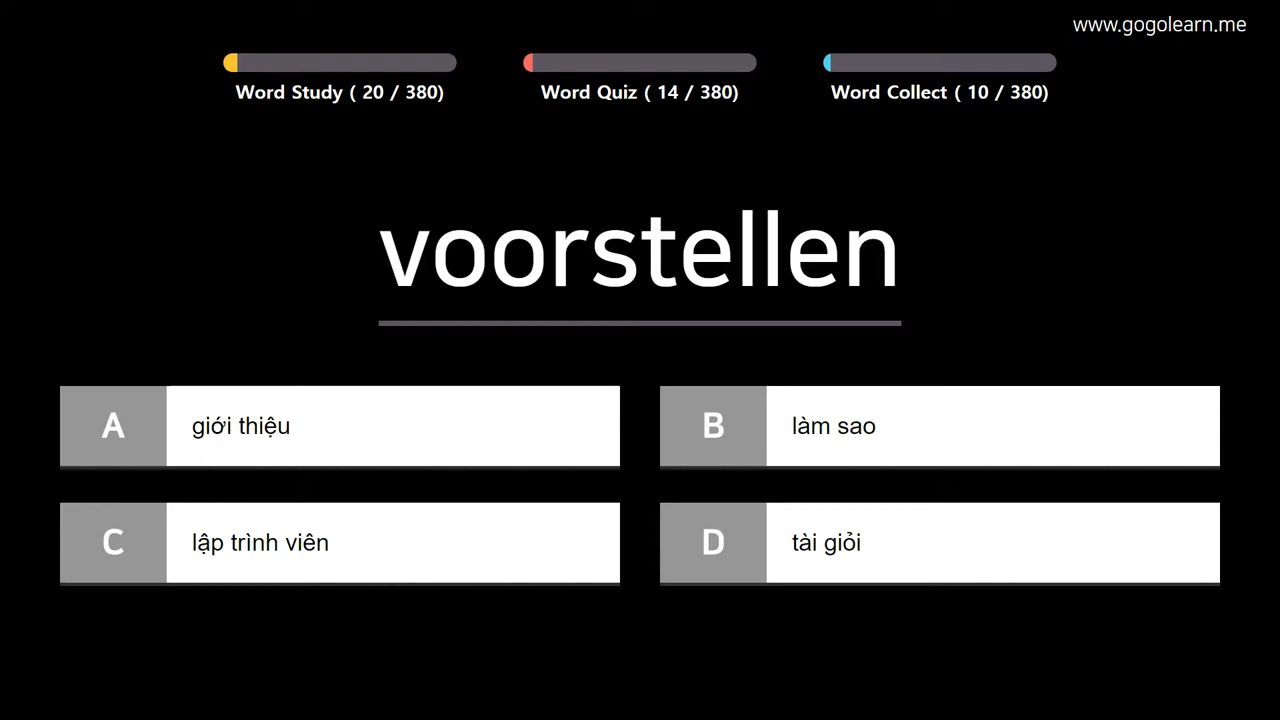 www.gogolearn.me
Word Study ( 20 / 380)
Word Quiz ( 14 / 380)
Word Collect ( 10 / 380)
voorstellen
A giới thiệu
B làm sao
C lập trình viên
D tài giỏi